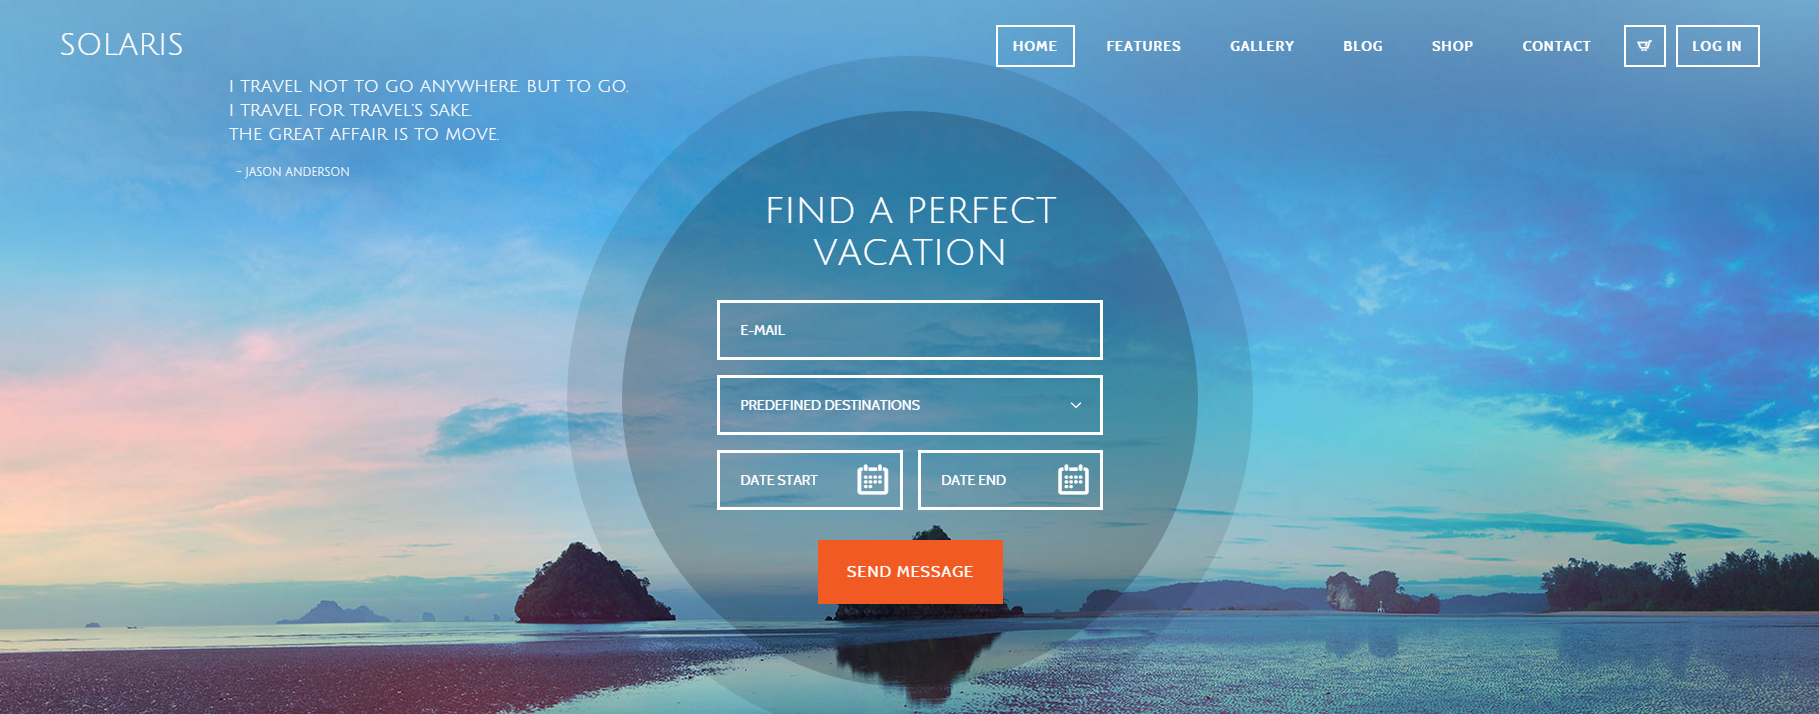 SOLARIS
HOME
FEATURES
GALLERY
BLOG
SHOP
CONTACT
LOG IN
I TRAVEL NOT TO GO ANYWHERE. BUT TO GO.
I TRAVEL FOR TRAVEL'S SAKE.
THE GREAT AFFAIR IS TO MOVE.
- JASON ANDERSON
FIND A PERFECT
VACATION
E-MAIL
PREDEFINED DESTINATIONS
DATE START
DATE END
SEND MESSAGE